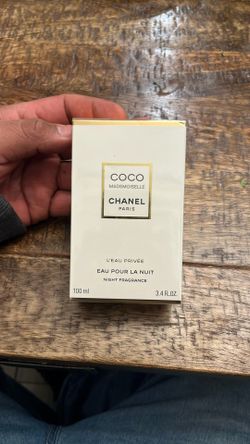 COCO
MADEMOISELLE
CHANEL
PARIS
L'EAU PRIVÉE
EAU POUR LA NUIT
NIGHT FRAGRANCE
100 ml 3.4 FL. OZ.